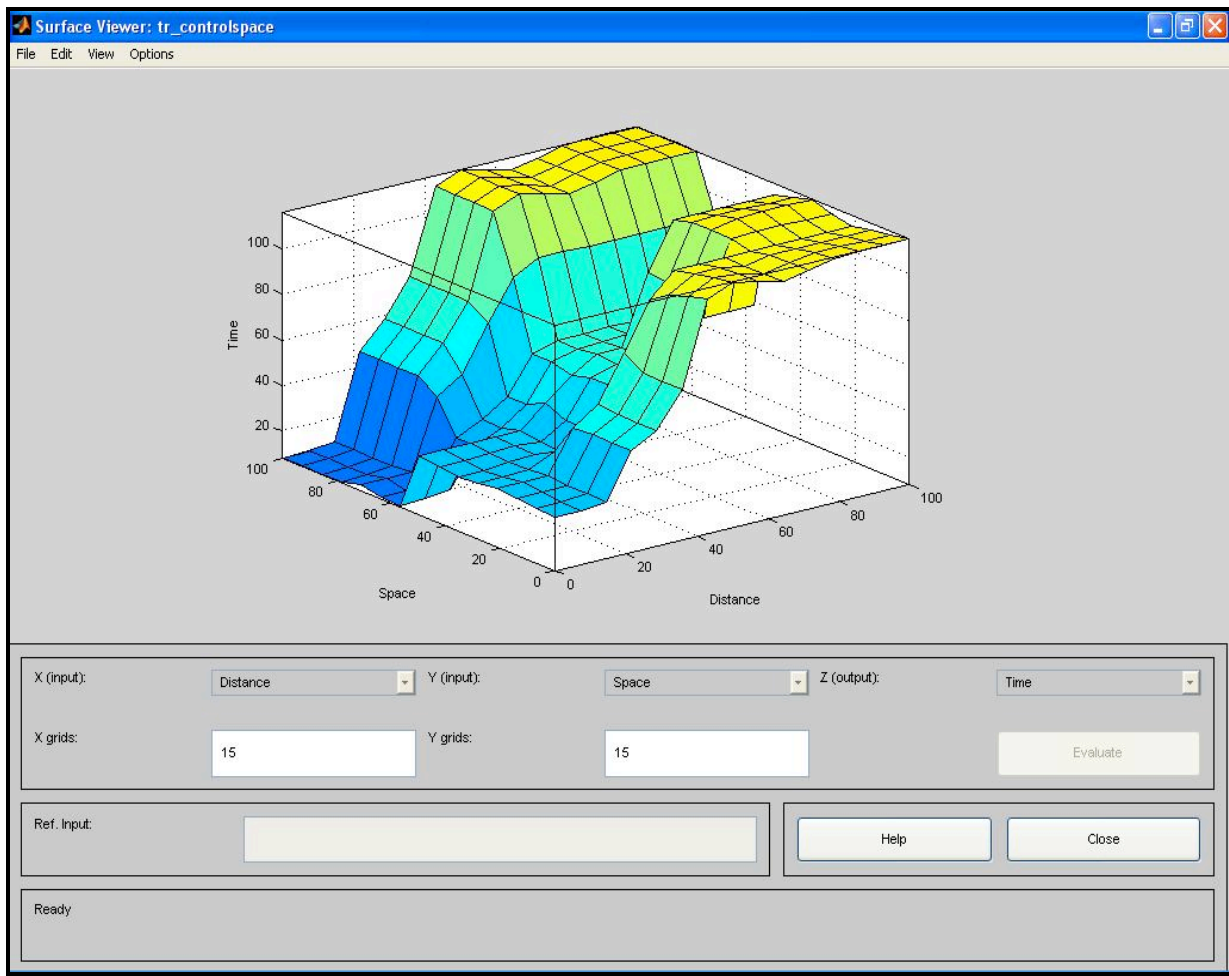 Surface Viewer: tr_controlspace
File Edit View Options
100
80
60
40
20
Time
100
80
60
40
20
0
Space
0
20
40
60
80
100
Distance
X (input): Distance Y (input): Space Z (output): Time
X grids: 15 Y grids: 15 Evaluate
Ref. Input: Help Close
Ready